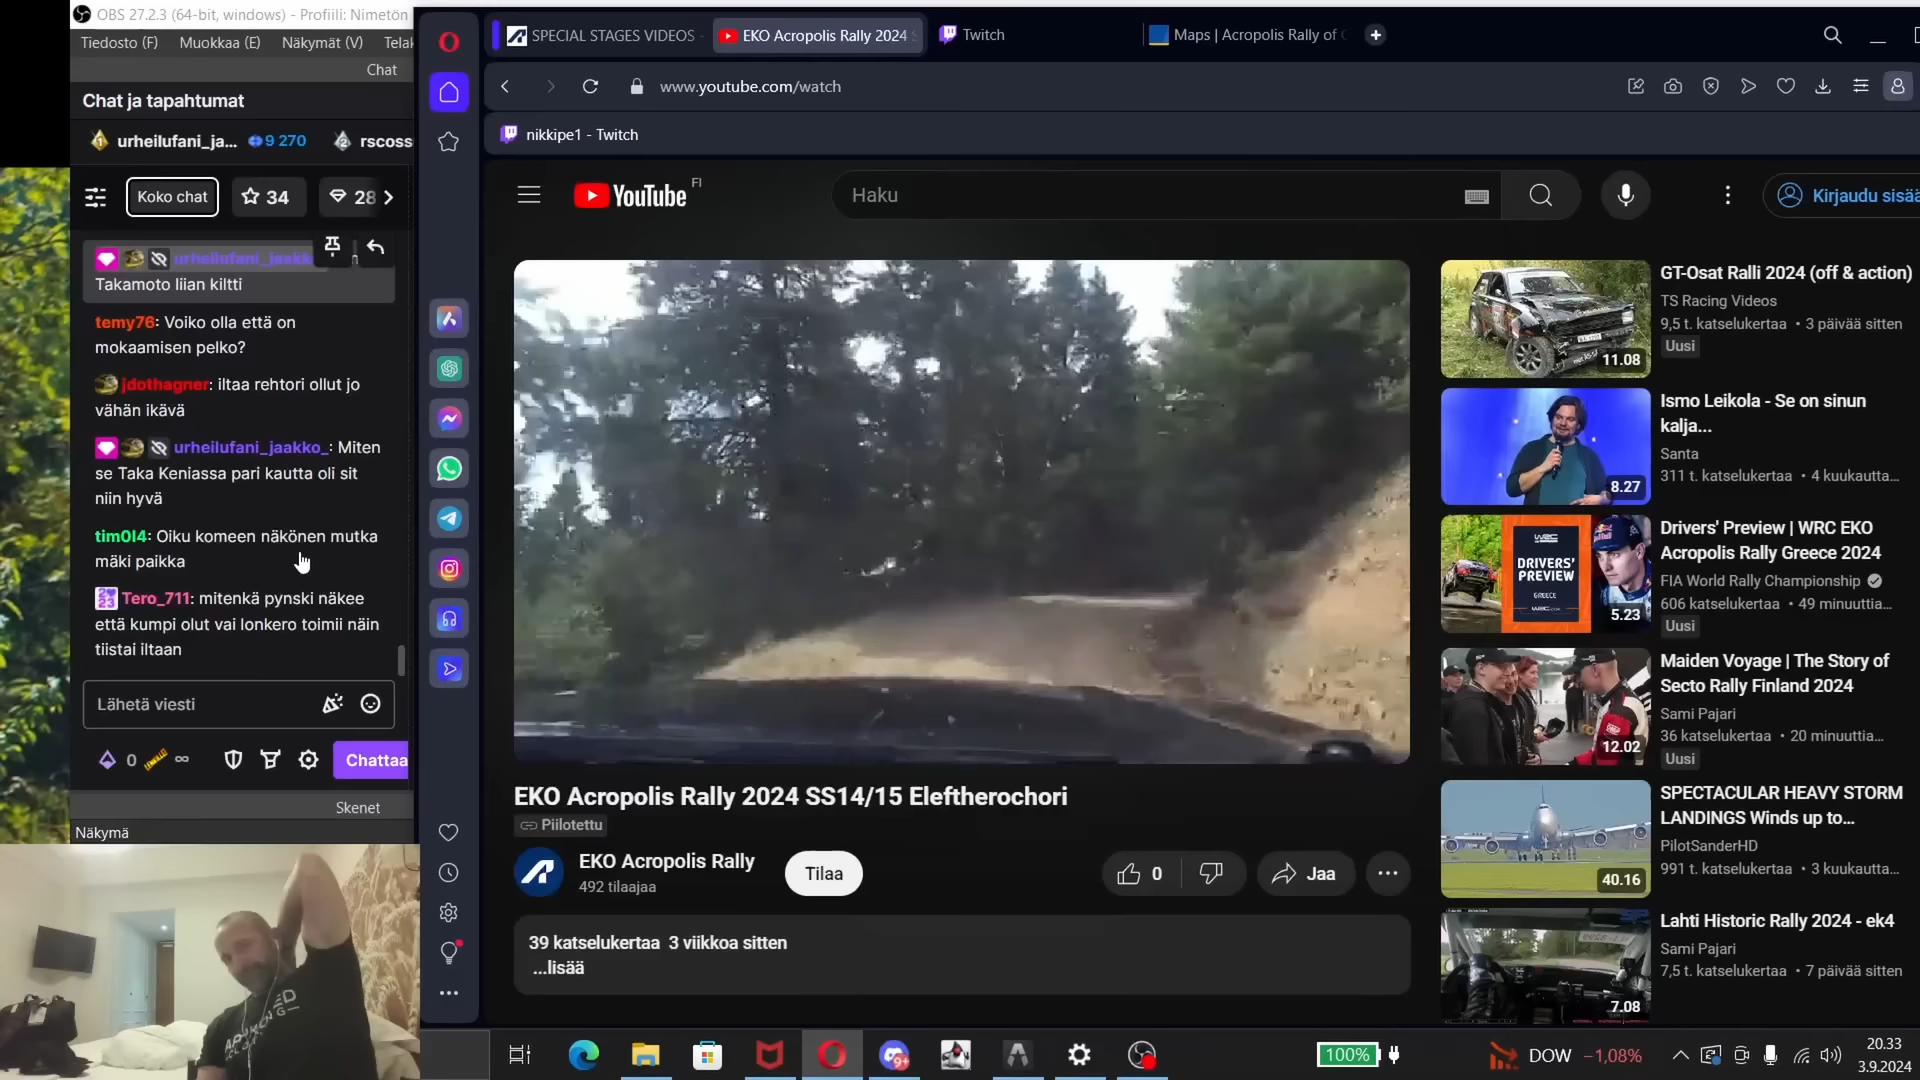 OBS 27.2.3 (64-bit, windows) - Profiili: Nimetön
Tiedosto (F) Muokkaa (E) Näkymät (V) Telak
Chat
Chat ja tapahtumat
urheilufani_ja... 9 270 rscoss
Koko chat 34 28
urheilufani_jaakk
Takamoto liian kiltti
temy76: Voiko olla että on
mokaamisen pelko?
jdothagner: iltaa rehtori ollut jo
vähän ikävä
urheilufani_jaakko_: Miten
se Taka Keniassa pari kautta oli sit
niin hyvä
tim0l4: Oiku komeen näkönen mutka
mäki paikka
Tero_711: mitenkä pynski näkee
että kumpi olut vai lonkero toimii näin
tiistai iltaan
Lähetä viesti
0 ∞ Chattaa
Skenet
Näkymä
SPECIAL STAGES VIDEOS - EKO Acropolis Rally 2024 S Twitch Maps | Acropolis Rally of G
www.youtube.com/watch
nikkipe1 - Twitch
YouTube FI
Haku
Kirjaudu sisää
EKO Acropolis Rally 2024 SS14/15 Eleftherochori
Piilotettu
EKO Acropolis Rally
492 tilaajaa
Tilaa
0
Jaa
39 katselukertaa 3 viikkoa sitten
...lisää
GT-Osat Ralli 2024 (off & action)
TS Racing Videos
9,5 t. katselukertaa • 3 päivää sitten
Uusi
11.08
Ismo Leikola - Se on sinun
kalja...
Santa
311 t. katselukertaa • 4 kuukautta...
8.27
Drivers' Preview | WRC EKO
Acropolis Rally Greece 2024
FIA World Rally Championship
606 katselukertaa • 49 minuuttia...
Uusi
WRC
DRIVERS'
PREVIEW
GREECE
5.23
Maiden Voyage | The Story of
Secto Rally Finland 2024
Sami Pajari
36 katselukertaa • 20 minuuttia...
Uusi
12.02
SPECTACULAR HEAVY STORM
LANDINGS Winds up to...
PilotSanderHD
991 t. katselukertaa • 3 kuukautta...
40.16
Lahti Historic Rally 2024 - ek4
Sami Pajari
7,5 t. katselukertaa • 7 päivää sitten
7.08
100% DOW −1,08%
20.33
3.9.2024